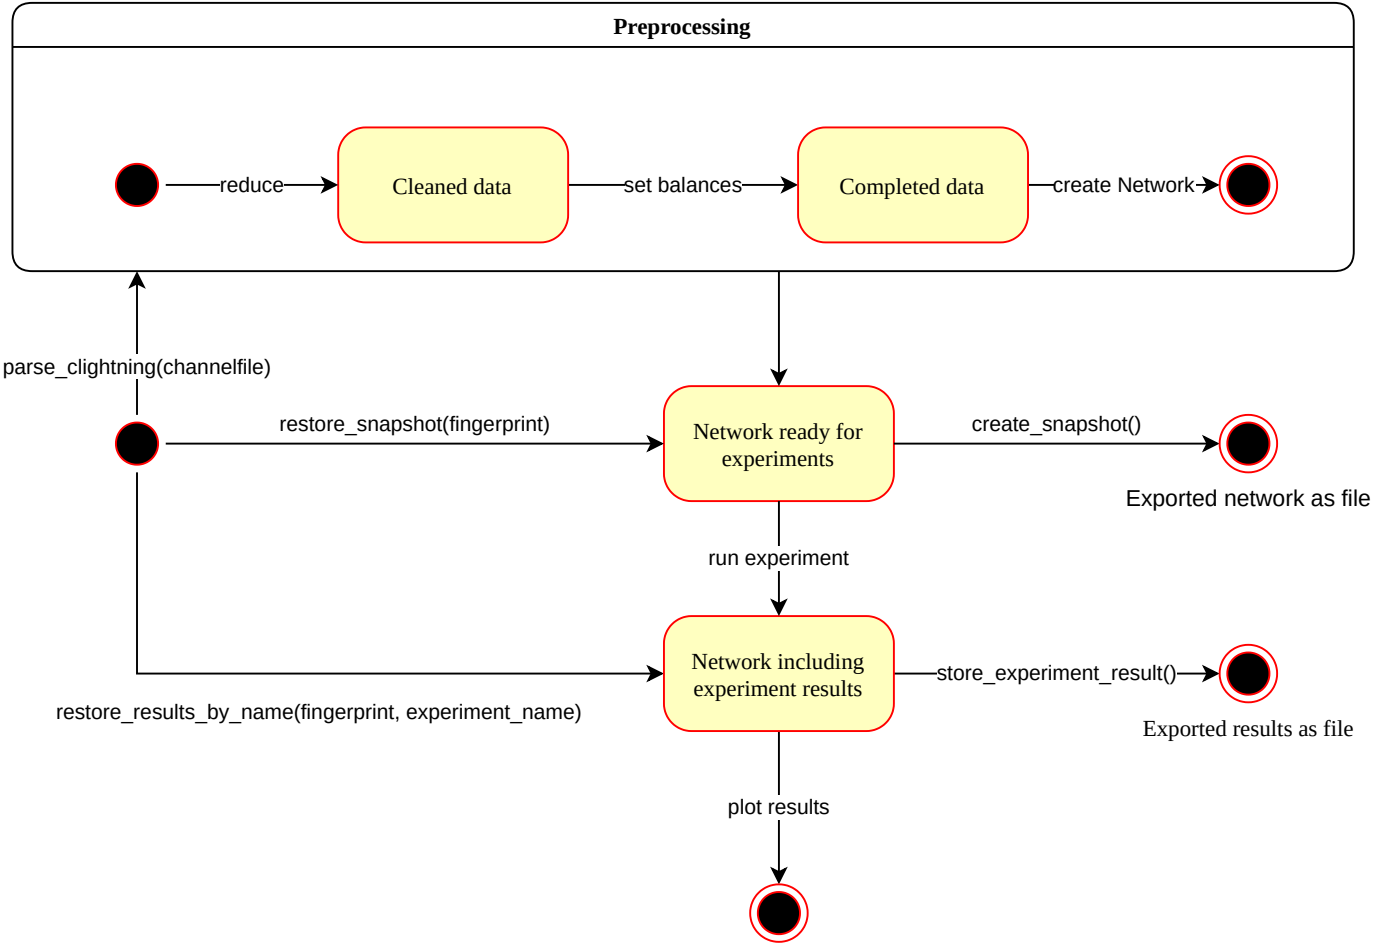 Preprocessing
reduce
Cleaned data
set balances
Completed data
create Network
parse_clightning(channelfile)
restore_snapshot(fingerprint)
Network ready for
experiments
create_snapshot()
Exported network as file
run experiment
Network including
experiment results
store_experiment_result()
restore_results_by_name(fingerprint, experiment_name)
Exported results as file
plot results